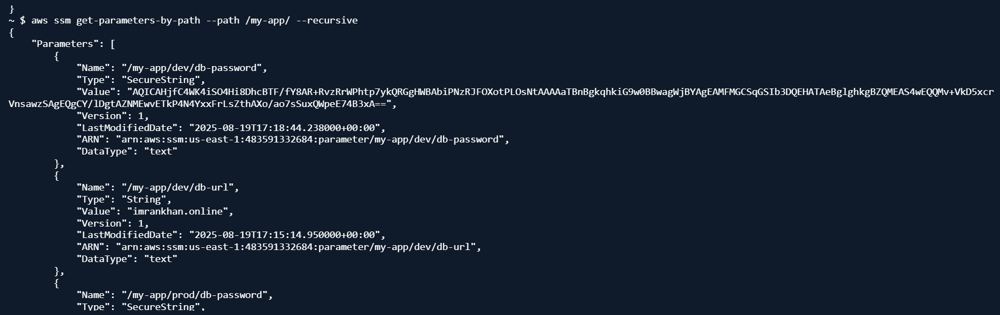 }
~ $ aws ssm get-parameters-by-path --path /my-app/ --recursive
{
    "Parameters": [
        {
            "Name": "/my-app/dev/db-password",
            "Type": "SecureString",
            "Value": "AQICAHjfC4WK4iSO4Hi8DhcBTF/fY8AR+RvzRrWPhtp7ykQRGgHWBAbiPNzRJFOXotPLOsNtAAAAaTBnBgkqhkiG9w0BBwagWjBYAgEAMFMGCSqGSIb3DQEHATAeBglghkgBZQMEAS4wEQQMv+VkD5xcr
VnsawzSAgEQgCY/lDgtAZNMEwvETkP4N4YxxFrLsZthAXo/ao7sSuxQWpeE74B3xA==",
            "Version": 1,
            "LastModifiedDate": "2025-08-19T17:18:44.238000+00:00",
            "ARN": "arn:aws:ssm:us-east-1:483591332684:parameter/my-app/dev/db-password",
            "DataType": "text"
        },
        {
            "Name": "/my-app/dev/db-url",
            "Type": "String",
            "Value": "imrankhan.online",
            "Version": 1,
            "LastModifiedDate": "2025-08-19T17:15:14.950000+00:00",
            "ARN": "arn:aws:ssm:us-east-1:483591332684:parameter/my-app/dev/db-url",
            "DataType": "text"
        },
        {
            "Name": "/my-app/prod/db-password",
            "Type": "SecureString",